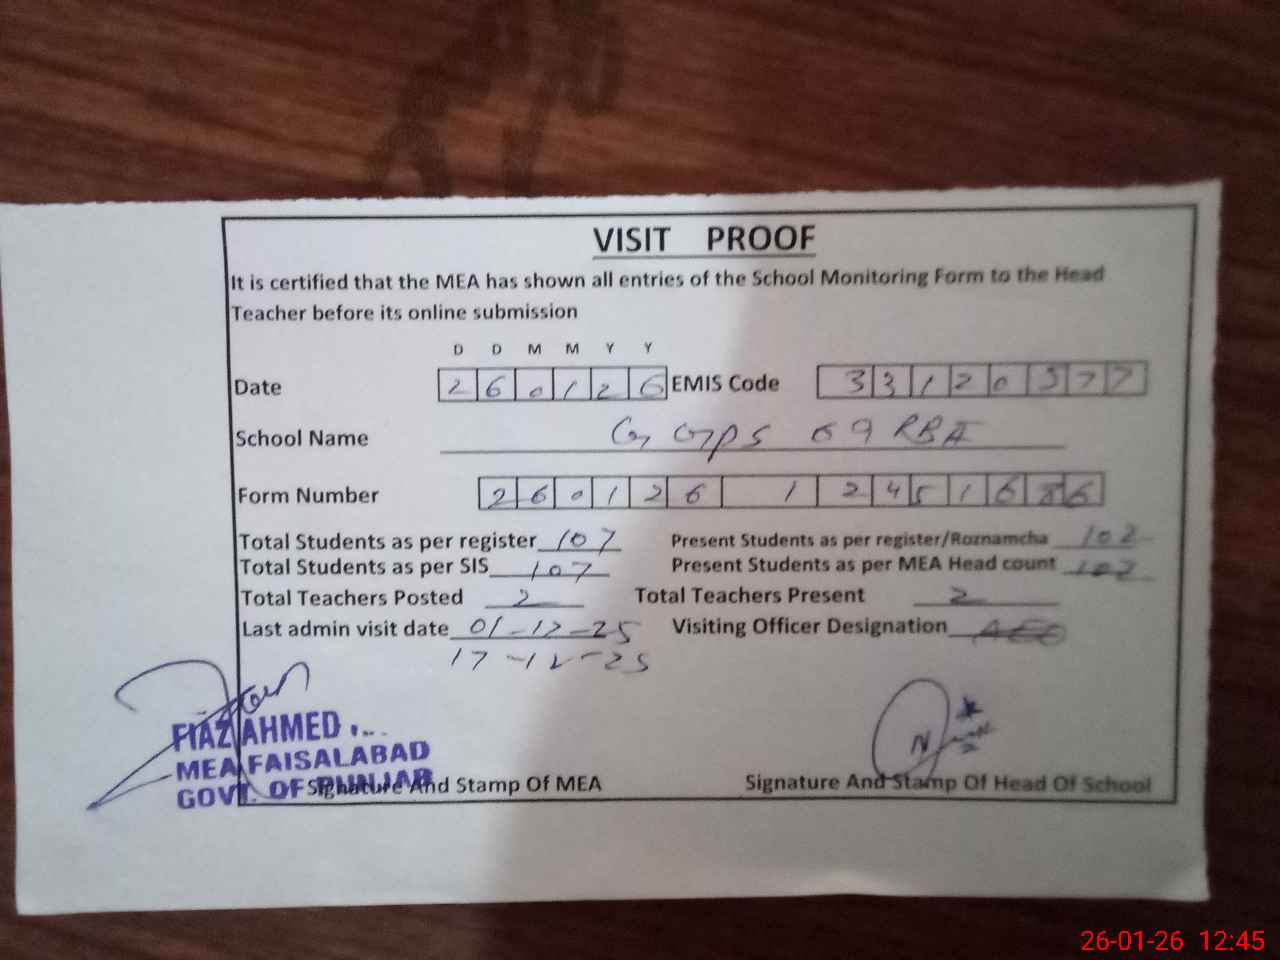 VISIT PROOF
It is certified that the MEA has shown all entries of the School Monitoring Form to the Head
Teacher before its online submission
D D M M Y Y
Date 260126 EMIS Code 33120377
School Name GGPS 69 RB I
Form Number 260126 1 2451686
Total Students as per register 107 Present Students as per register/Roznamcha 102
Total Students as per SIS 107 Present Students as per MEA Head count 102
Total Teachers Posted 2 Total Teachers Present 2
Last admin visit date 01-12-25 Visiting Officer Designation AEO
17-12-25
FIAZ AHMED
MEA FAISALABAD
GOVT. OF PUNJAB
Signature And Stamp Of MEA Signature And Stamp Of Head Of School
26-01-26 12:45